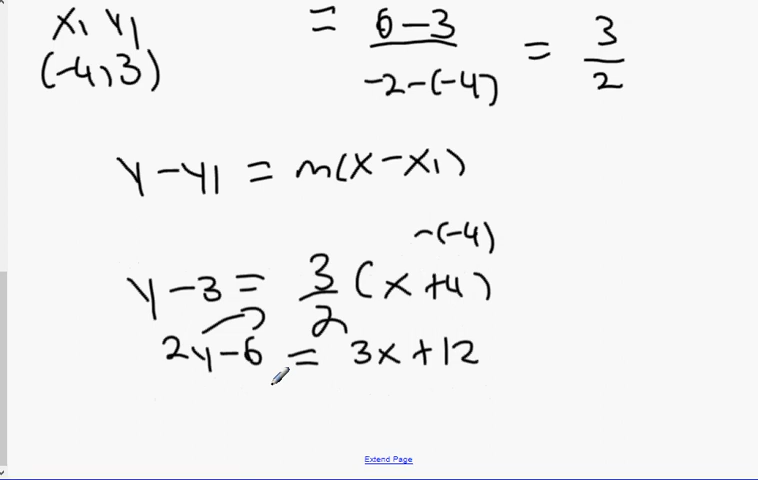 x1 y1
(-4,3)
= 6-3 / -2-(-4) = 3/2
y-y1 = m(x-x1)
-(-4)
y-3 = 3/2 (x+4)
2y-6 = 3x+12
Extend Page